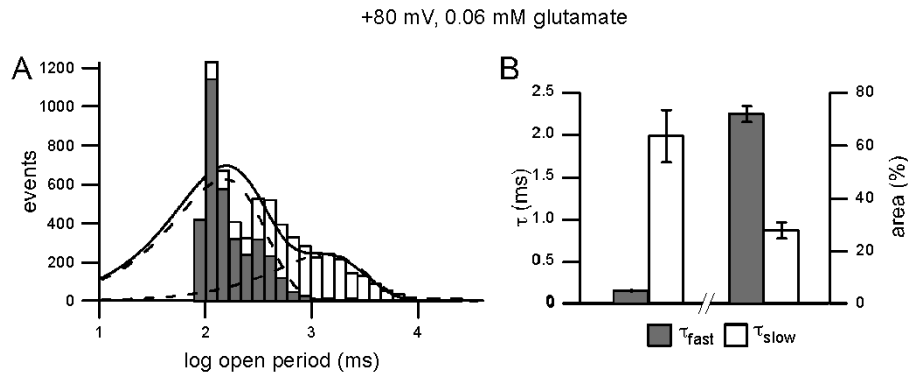 +80 mV, 0.06 mM glutamate
A
B
1200
1000
800
600
400
200
0
events
1
2
3
4
log open period (ms)
2.5
2.0
1.5
1.0
0.5
0
τ (ms)
80
60
40
20
0
area (%)
τfast
τslow